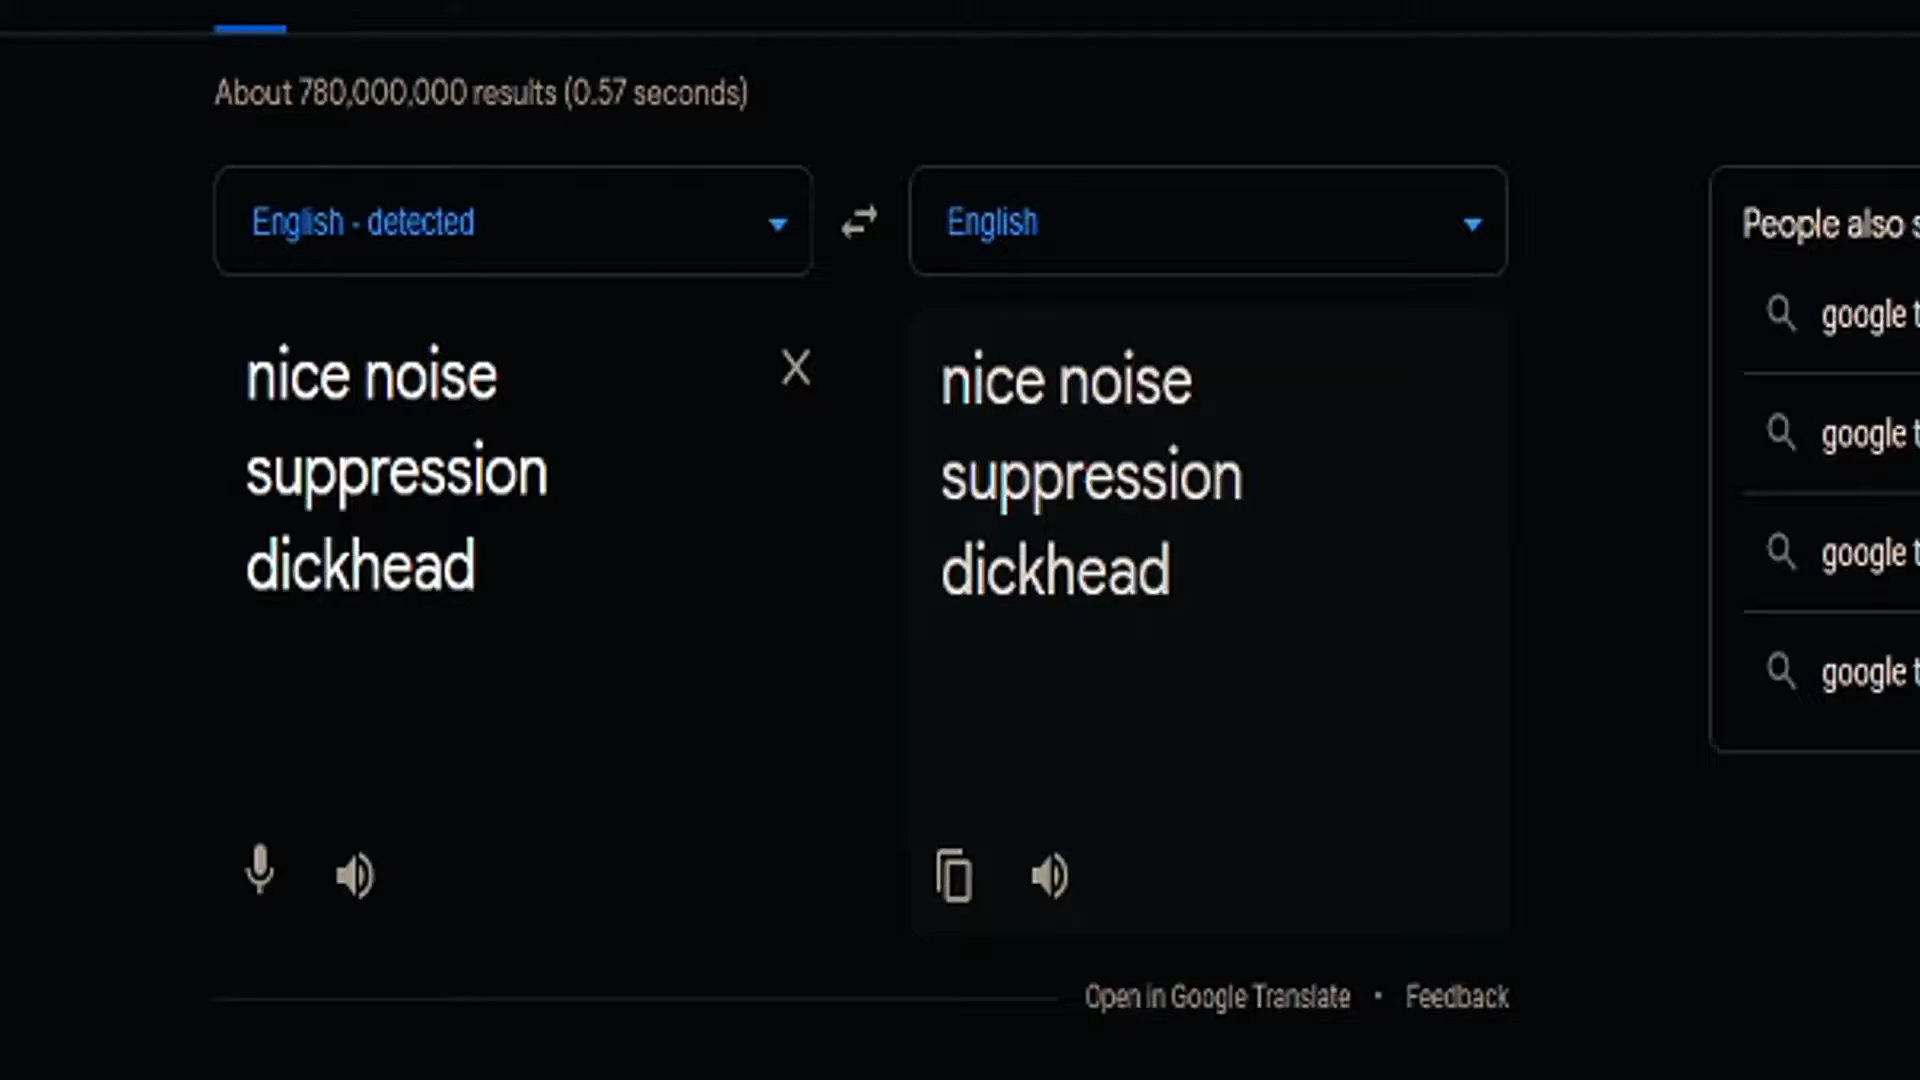 About 780,000,000 results (0.57 seconds)
English - detected
English
People also
nice noise
suppression
dickhead
nice noise
suppression
dickhead
google
google
google
google
Open in Google Translate • Feedback